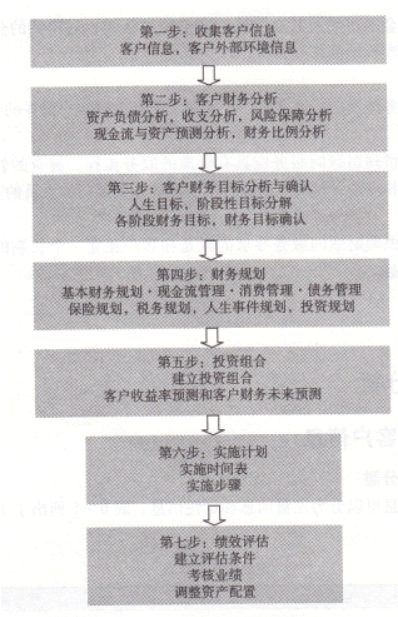 第一步：收集客户信息
客户信息，客户外部环境信息
第二步：客户财务分析
资产负债分析，收支分析，风险保障分析
现金流与资产预测分析，财务比例分析
第三步：客户财务目标分析与确认
人生目标，阶段性目标分解
各阶段财务目标，财务目标确认
第四步：财务规划
基本财务规划·现金流管理·消费管理·债务管理
保险规划，税务规划，人生事件规划，投资规划
第五步：投资组合
建立投资组合
客户收益率预测和客户财务未来预测
第六步：实施计划
实施时间表
实施步骤
第七步：绩效评估
建立评估条件
考核业绩
调整资产配置